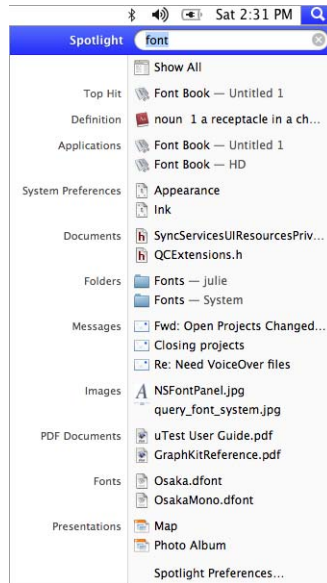 Sat 2:31 PM
Spotlight font
Show All
Top Hit Font Book — Untitled 1
Definition noun 1 a receptacle in a ch...
Applications Font Book — Untitled 1
Font Book — HD
System Preferences Appearance
Ink
Documents SyncServicesUIResourcesPriv...
QCExtensions.h
Folders Fonts — julie
Fonts — System
Messages Fwd: Open Projects Changed...
Closing projects
Re: Need VoiceOver files
Images NSFontPanel.jpg
query_font_system.jpg
PDF Documents uTest User Guide.pdf
GraphKitReference.pdf
Fonts Osaka.dfont
OsakaMono.dfont
Presentations Map
Photo Album
Spotlight Preferences...